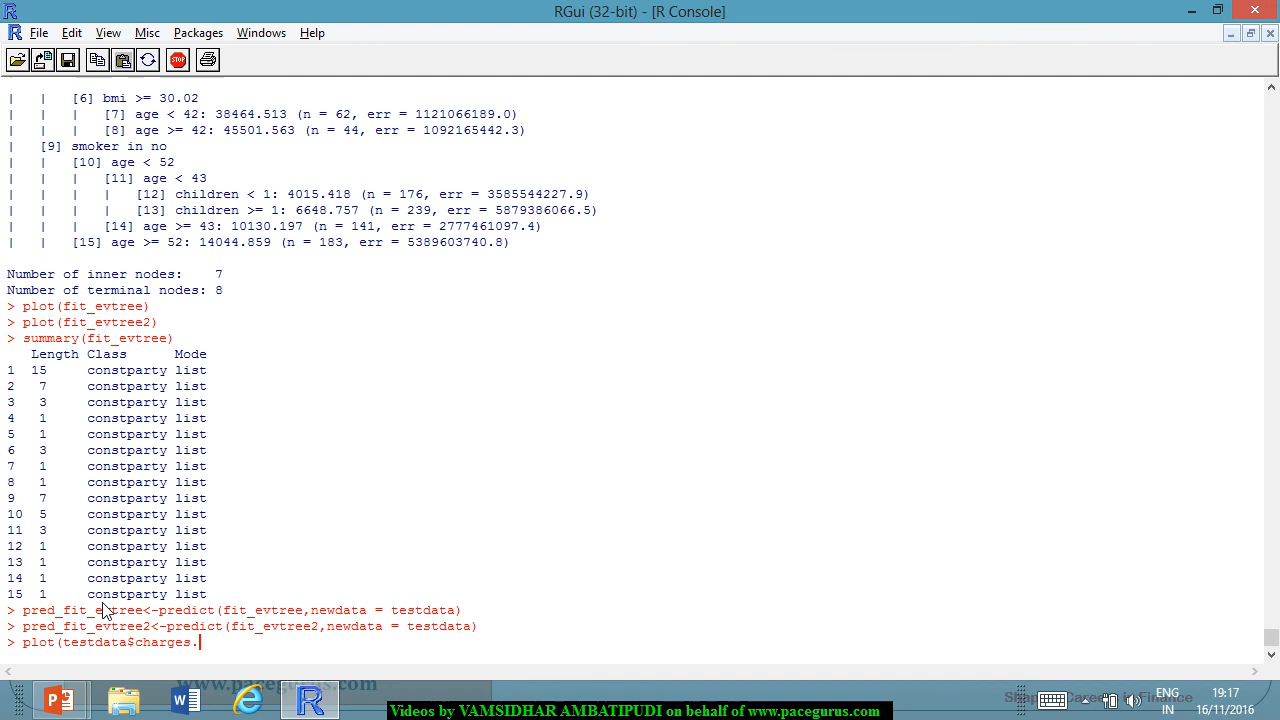 RGui (32-bit) - [R Console]
File Edit View Misc Packages Windows Help
STOP
| | [6] bmi >= 30.02
| | | [7] age < 42: 38464.513 (n = 62, err = 1121066189.0)
| | | [8] age >= 42: 45501.563 (n = 44, err = 1092165442.3)
| [9] smoker in no
| | [10] age < 52
| | | [11] age < 43
| | | | [12] children < 1: 4015.418 (n = 176, err = 3585544227.9)
| | | | [13] children >= 1: 6648.757 (n = 239, err = 5879386066.5)
| | | [14] age >= 43: 10130.197 (n = 141, err = 2777461097.4)
| | [15] age >= 52: 14044.859 (n = 183, err = 5389603740.8)
Number of inner nodes: 7
Number of terminal nodes: 8
> plot(fit_evtree)
> plot(fit_evtree2)
> summary(fit_evtree)
Length Class Mode
1 15 constparty list
2 7 constparty list
3 3 constparty list
4 1 constparty list
5 1 constparty list
6 3 constparty list
7 1 constparty list
8 1 constparty list
9 7 constparty list
10 5 constparty list
11 3 constparty list
12 1 constparty list
13 1 constparty list
14 1 constparty list
15 1 constparty list
> pred_fit_evtree<-predict(fit_evtree,newdata = testdata)
> pred_fit_evtree2<-predict(fit_evtree2,newdata = testdata)
> plot(testdata$charges.
www.pacegurus.com
Careers in Finance
ENG 19:17
IN 16/11/2016
Videos by VAMSIDHAR AMBATIPUDI on behalf of www.pacegurus.com